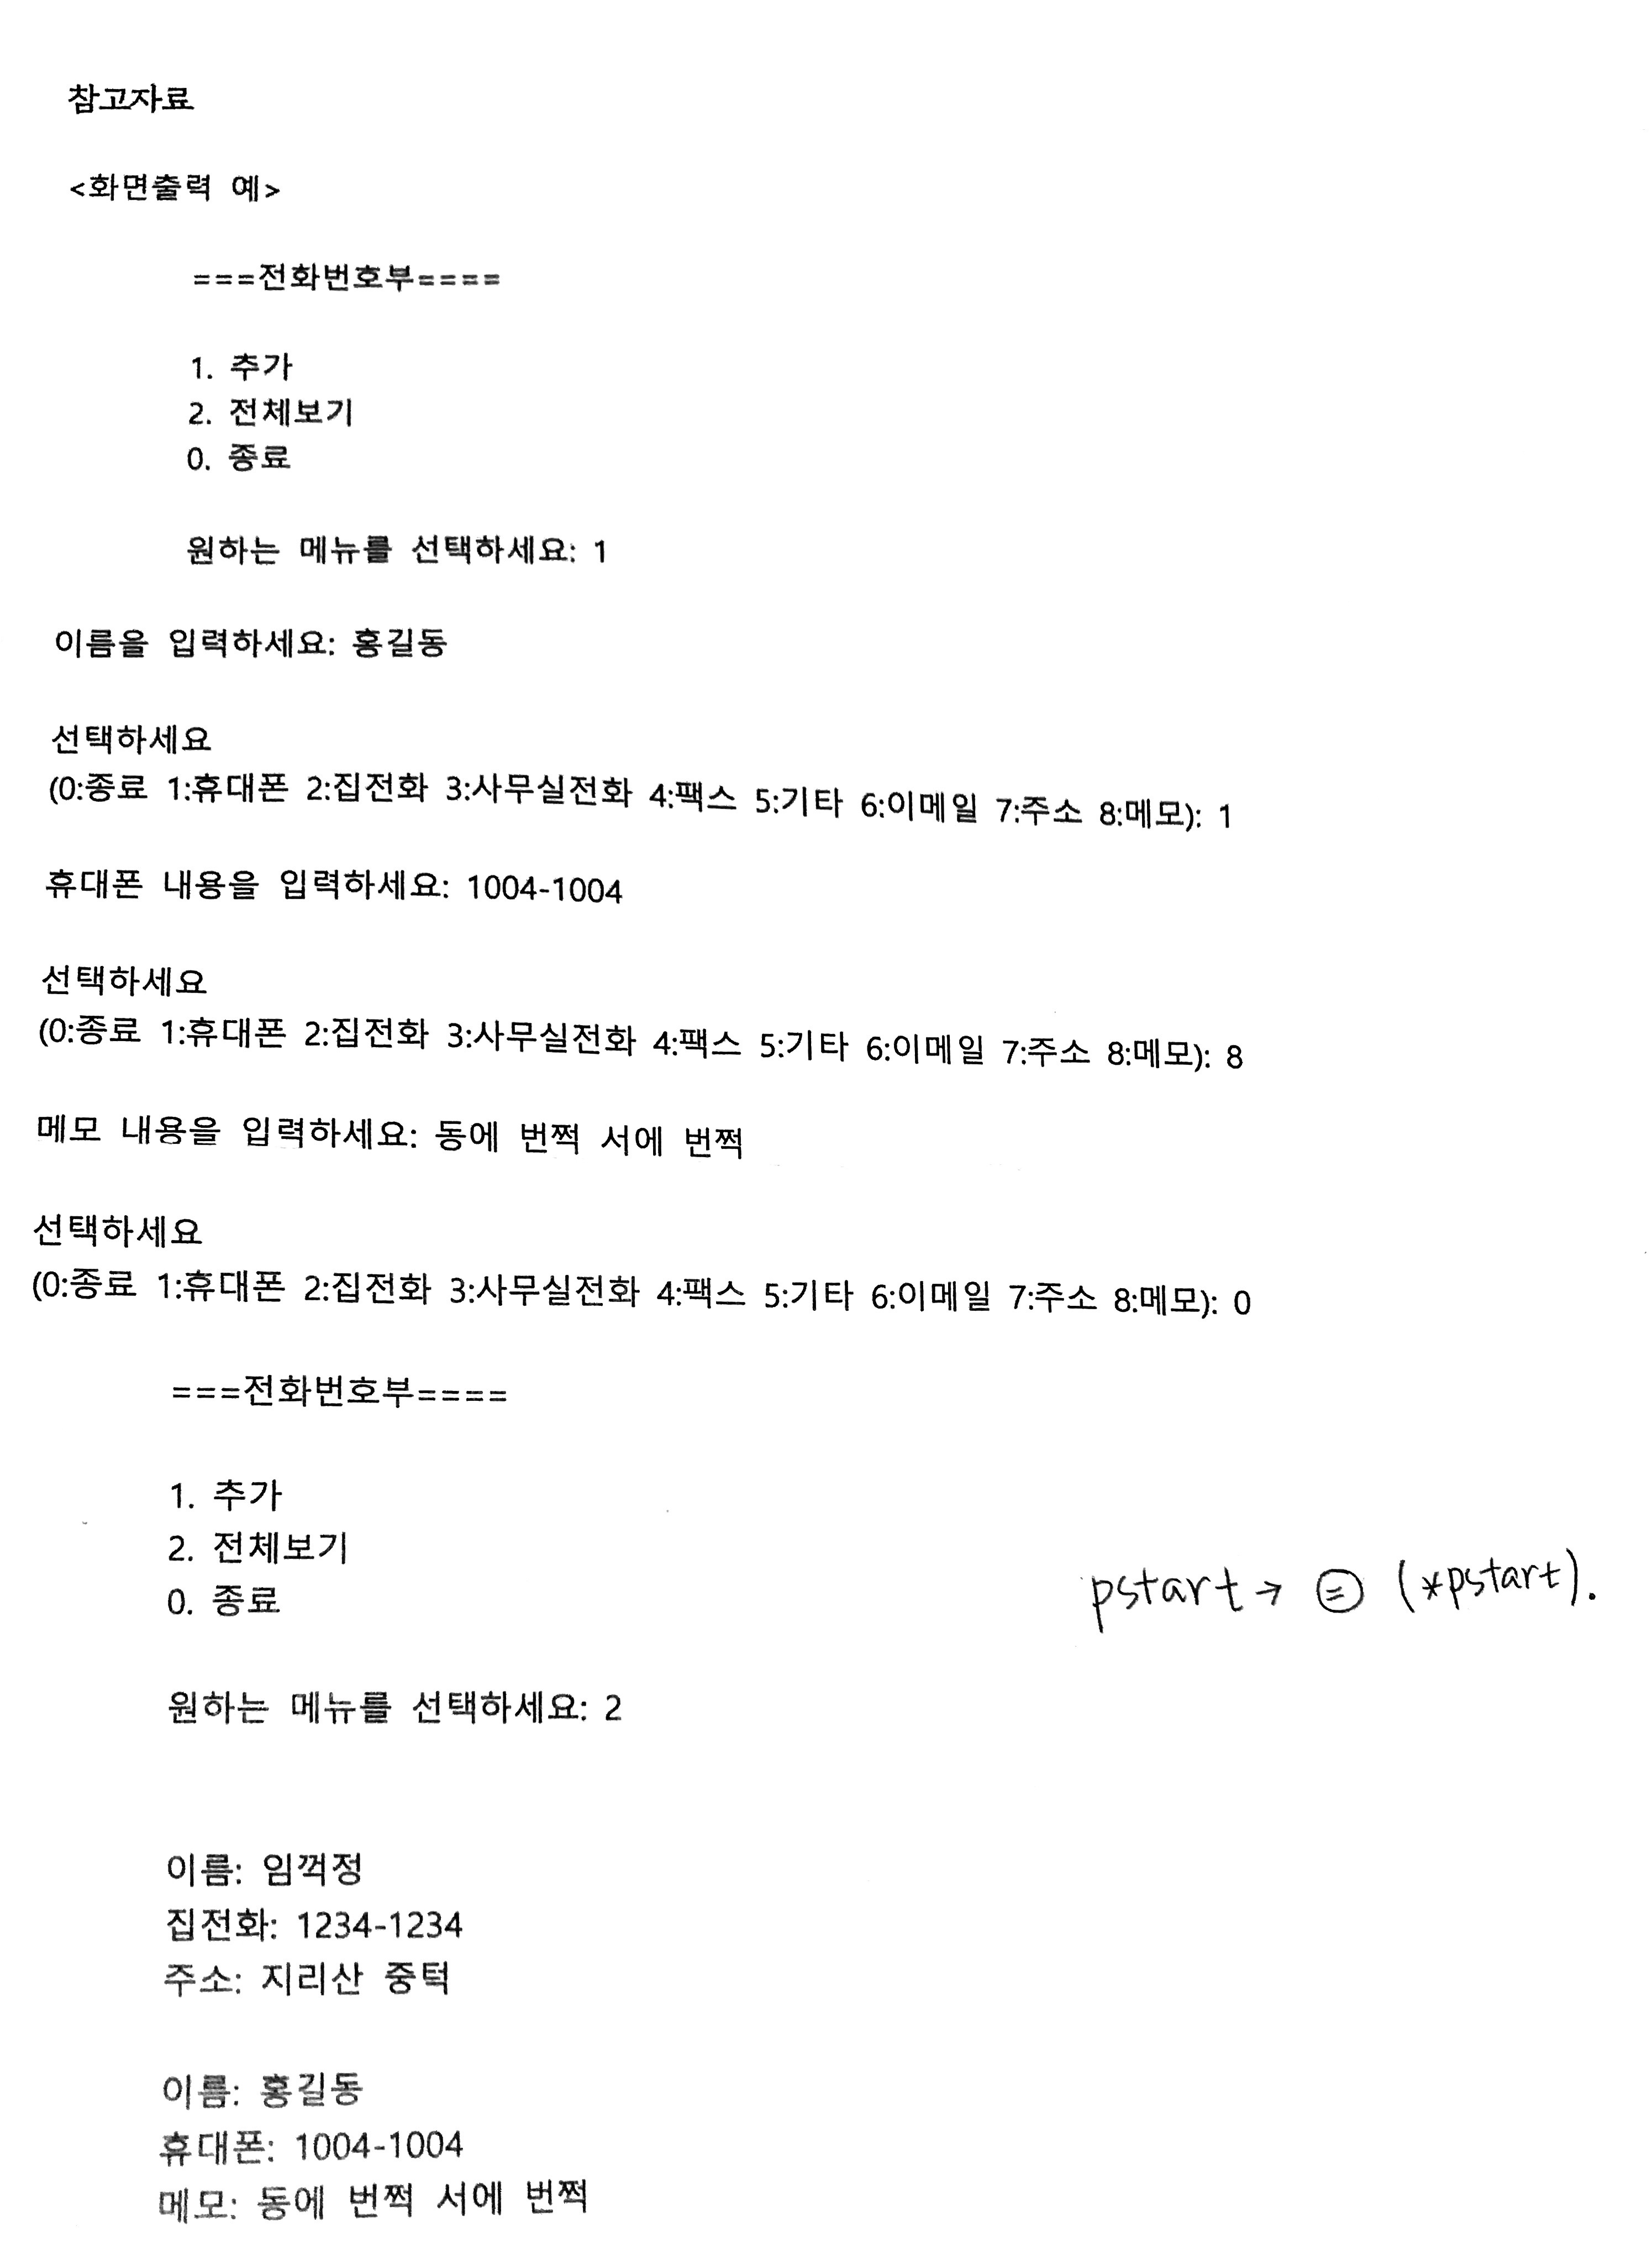 참고자료
<화면출력 예>
===전화번호부====
1. 추가
2. 전체보기
0. 종료
원하는 메뉴를 선택하세요: 1
이름을 입력하세요: 홍길동
선택하세요
(0:종료 1:휴대폰 2:집전화 3:사무실전화 4:팩스 5:기타 6:이메일 7:주소 8:메모): 1
휴대폰 내용을 입력하세요: 1004-1004
선택하세요
(0:종료 1:휴대폰 2:집전화 3:사무실전화 4:팩스 5:기타 6:이메일 7:주소 8:메모): 8
메모 내용을 입력하세요: 동에 번쩍 서에 번쩍
선택하세요
(0:종료 1:휴대폰 2:집전화 3:사무실전화 4:팩스 5:기타 6:이메일 7:주소 8:메모): 0
===전화번호부====
1. 추가
2. 전체보기
0. 종료
pstart→ ⊜ (*pstart).
원하는 메뉴를 선택하세요: 2
이름: 임꺽정
집전화: 1234-1234
주소: 지리산 중턱
이름: 홍길동
휴대폰: 1004-1004
메모: 동에 번쩍 서에 번쩍